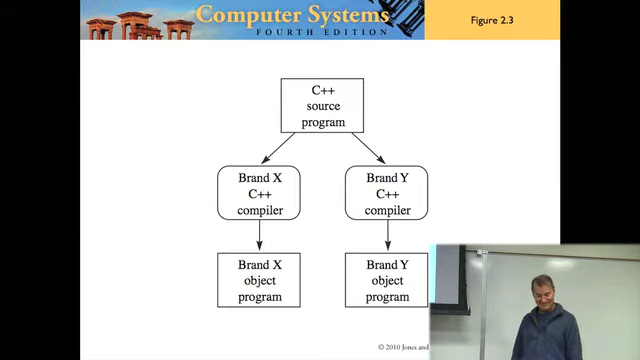 Computer Systems
FOURTH EDITION
Figure 2.3
C++
source
program
Brand X
C++
compiler
Brand Y
C++
compiler
Brand X
object
program
Brand Y
object
program
© 2010 Jones and